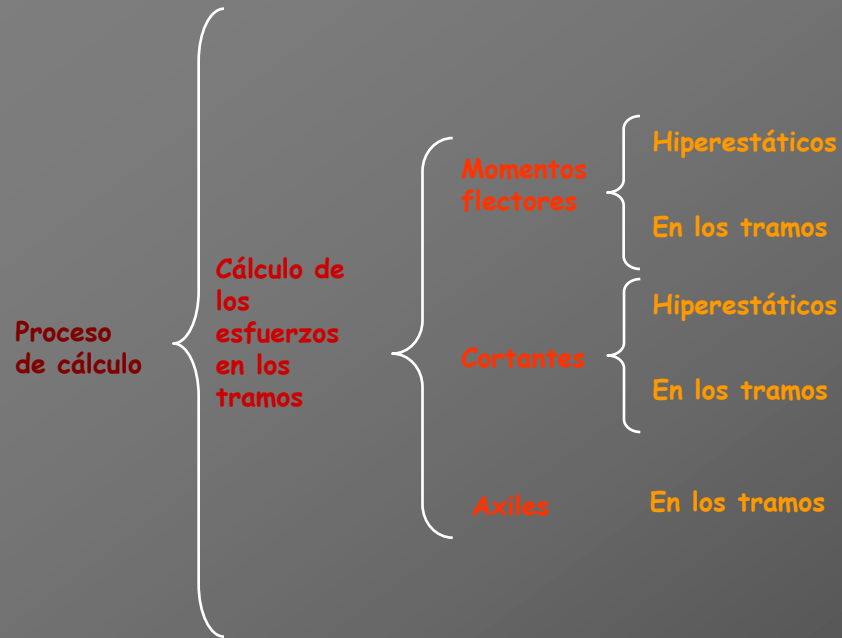 Proceso
de cálculo
Cálculo de
los
esfuerzos
en los
tramos
Momentos
flectores
Hiperestáticos
En los tramos
Cortantes
Hiperestáticos
En los tramos
Axiles
En los tramos